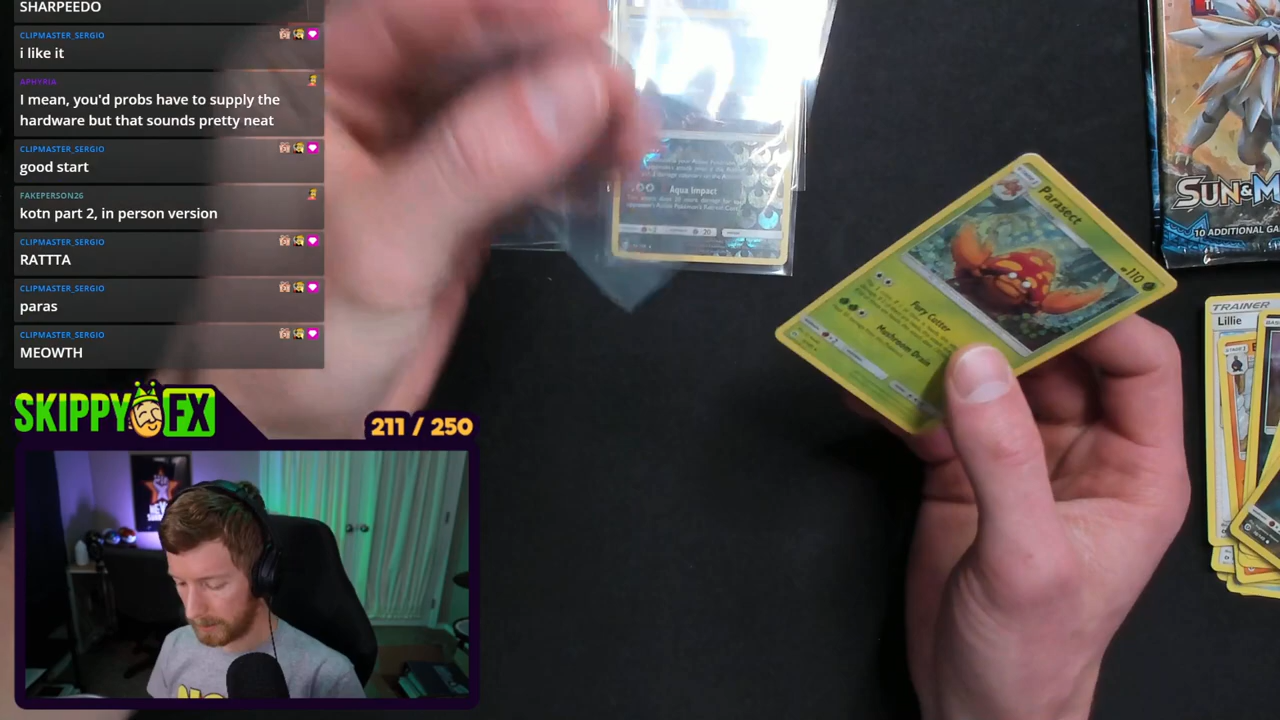 SHARPEEDO
CLIPMASTER_SERGIO
i like it
APHYRIA
I mean, you'd probs have to supply the
hardware but that sounds pretty neat
CLIPMASTER_SERGIO
good start
FAKEPERSON26
kotn part 2, in person version
CLIPMASTER_SERGIO
RATTTA
CLIPMASTER_SERGIO
paras
CLIPMASTER_SERGIO
MEOWTH
SKIPPY FX
211 / 250
Aqua Impact
20
Parasect
110
Fury Cutter
Mushroom Drain
SUN & M
10 ADDITIONAL GA
TRAINER
Lillie